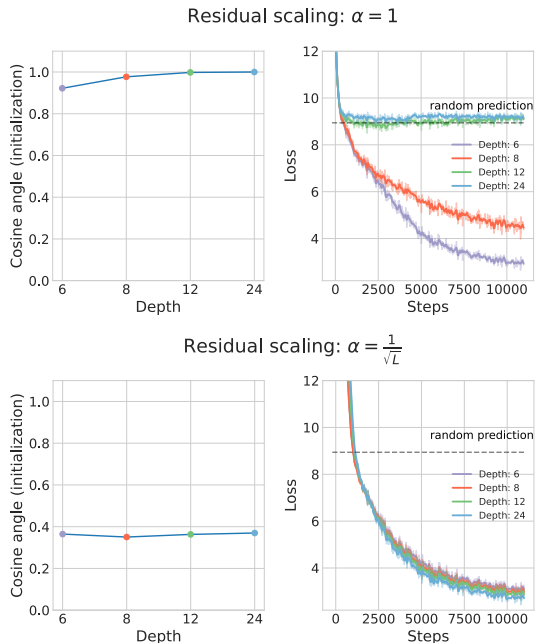 Residual scaling: α = 1
Cosine angle (initialization)
1.0
0.8
0.6
0.4
0.2
0.0
6
8
12
24
Depth
Loss
12
10
8
6
4
random prediction
Depth: 6
Depth: 8
Depth: 12
Depth: 24
0
2500
5000
7500
10000
Steps
Residual scaling: α = 1/√L
Cosine angle (initialization)
1.0
0.8
0.6
0.4
0.2
0.0
6
8
12
24
Depth
Loss
12
10
8
6
4
random prediction
Depth: 6
Depth: 8
Depth: 12
Depth: 24
0
2500
5000
7500
10000
Steps